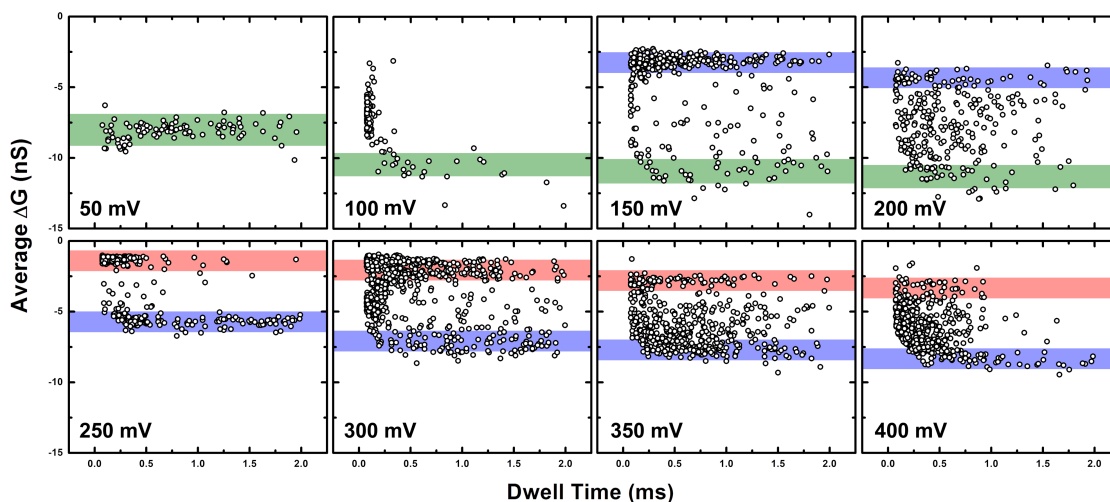 Average ΔG (nS)
0
-5
-10
-15
50 mV
100 mV
150 mV
200 mV
0
-5
-10
-15
250 mV
300 mV
350 mV
400 mV
0.0 0.5 1.0 1.5 2.0 0.0 0.5 1.0 1.5 2.0 0.0 0.5 1.0 1.5 2.0 0.0 0.5 1.0 1.5 2.0
Dwell Time (ms)